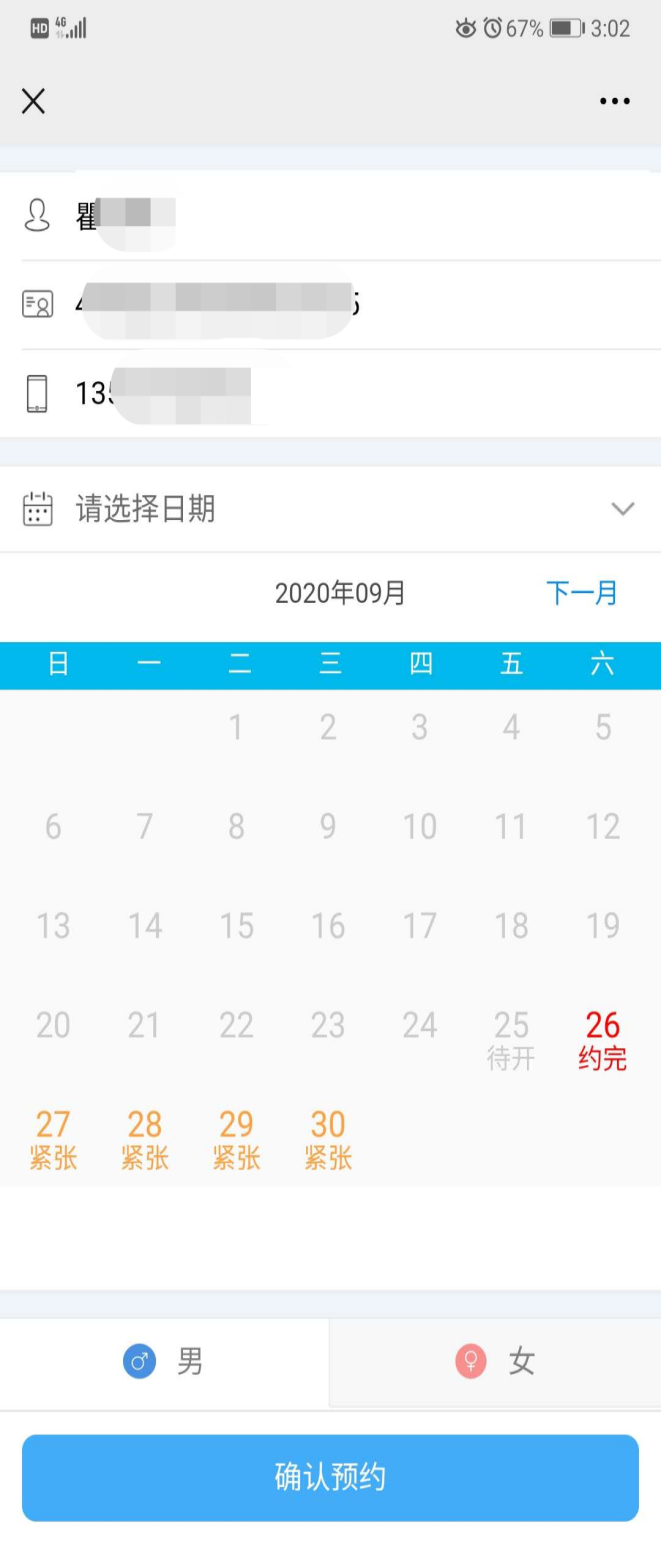 HD 4G 67% 3:02
瞿
135
请选择日期
2020年09月 下一月
日 一 二 三 四 五 六
1 2 3 4 5
6 7 8 9 10 11 12
13 14 15 16 17 18 19
20 21 22 23 24 25 26
待开 约完
27 28 29 30
紧张 紧张 紧张 紧张
男 女
确认预约